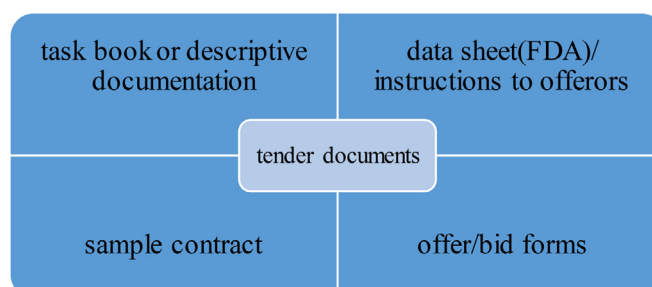 task book or descriptive
documentation
data sheet(FDA)/
instructions to offerors
tender documents
sample contract
offer/bid forms